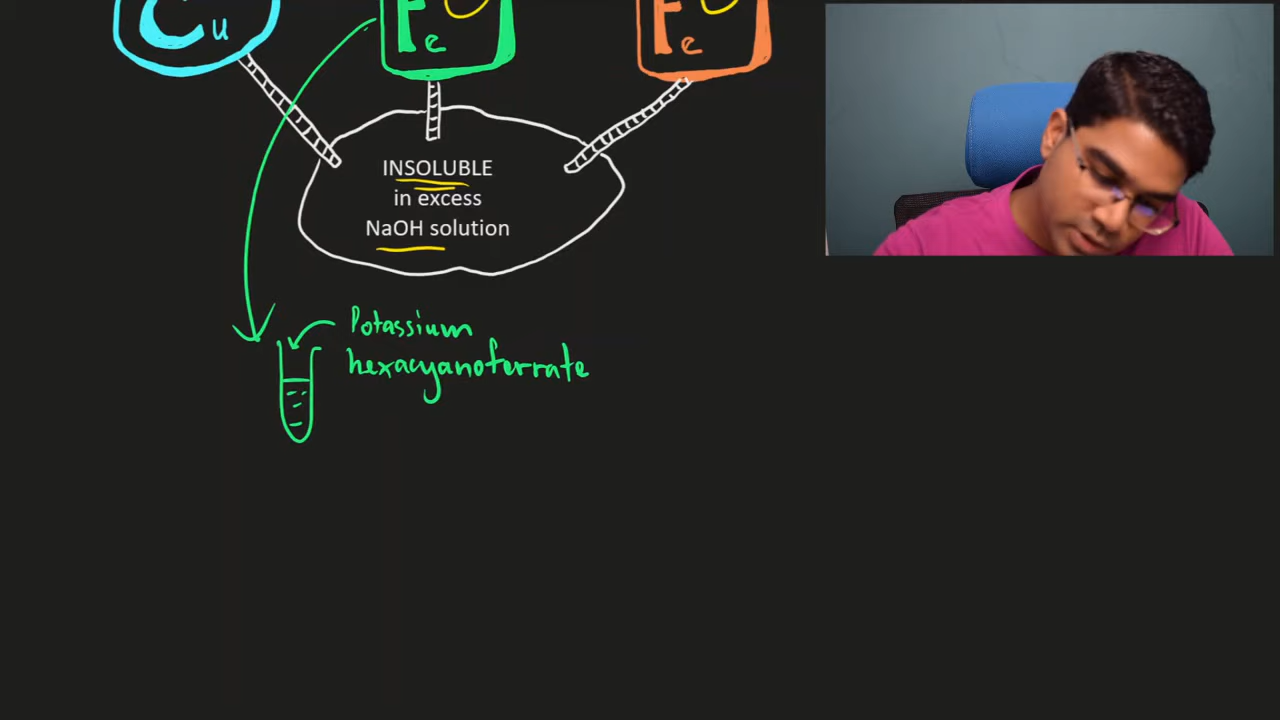 Cu
Fe
Fe
INSOLUBLE
in excess
NaOH solution
Potassium
hexacyanoferrate